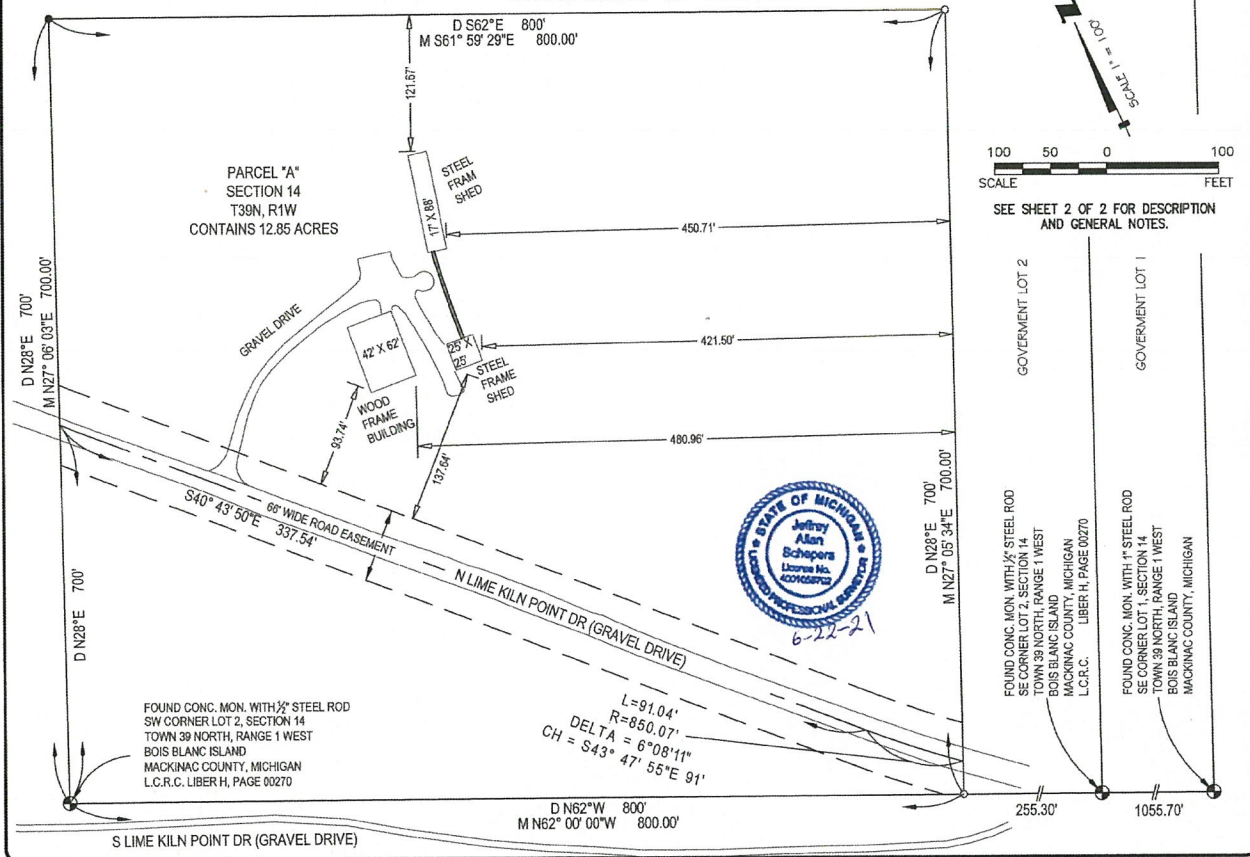 D S62°E 800'
M S61° 59' 29"E 800.00'
121.67'
SCALE 1" = 100'
PARCEL "A"
SECTION 14
T39N, R1W
CONTAINS 12.85 ACRES
STEEL
FRAM
SHED
17' X 88'
450.71'
100 50 0 100
SCALE FEET
SEE SHEET 2 OF 2 FOR DESCRIPTION
AND GENERAL NOTES.
GOVERMENT LOT 2
GOVERMENT LOT 1
D N28°E 700'
M N27° 06' 03"E 700.00'
GRAVEL DRIVE
42' X 62'
25' X
25'
STEEL
FRAME
SHED
421.50'
WOOD
FRAME
BUILDING
93.74'
137.64'
480.96'
S40° 43' 50"E 337.54'
66' WIDE ROAD EASEMENT
N LIME KILN POINT DR (GRAVEL DRIVE)
STATE OF MICHIGAN
Jeffrey
Allan
Schepers
License No.
LICENSED PROFESSIONAL SURVEYOR
6-22-21
D N28°E 700'
M N27° 05' 34"E 700.00'
D N28°E 700'
FOUND CONC. MON. WITH ½" STEEL ROD
SE CORNER LOT 2, SECTION 14
TOWN 39 NORTH, RANGE 1 WEST
BOIS BLANC ISLAND
MACKINAC COUNTY, MICHIGAN
L.C.R.C. LIBER H, PAGE 00270
FOUND CONC. MON. WITH 1" STEEL ROD
SE CORNER LOT 1, SECTION 14
TOWN 39 NORTH, RANGE 1 WEST
BOIS BLANC ISLAND
MACKINAC COUNTY, MICHIGAN
FOUND CONC. MON. WITH ½" STEEL ROD
SW CORNER LOT 2, SECTION 14
TOWN 39 NORTH, RANGE 1 WEST
BOIS BLANC ISLAND
MACKINAC COUNTY, MICHIGAN
L.C.R.C. LIBER H, PAGE 00270
L=91.04'
R=850.07'
DELTA = 6°08'11"
CH = S43° 47' 55"E 91'
D N62°W 800'
M N62° 00' 00"W 800.00'
255.30'
1055.70'
S LIME KILN POINT DR (GRAVEL DRIVE)